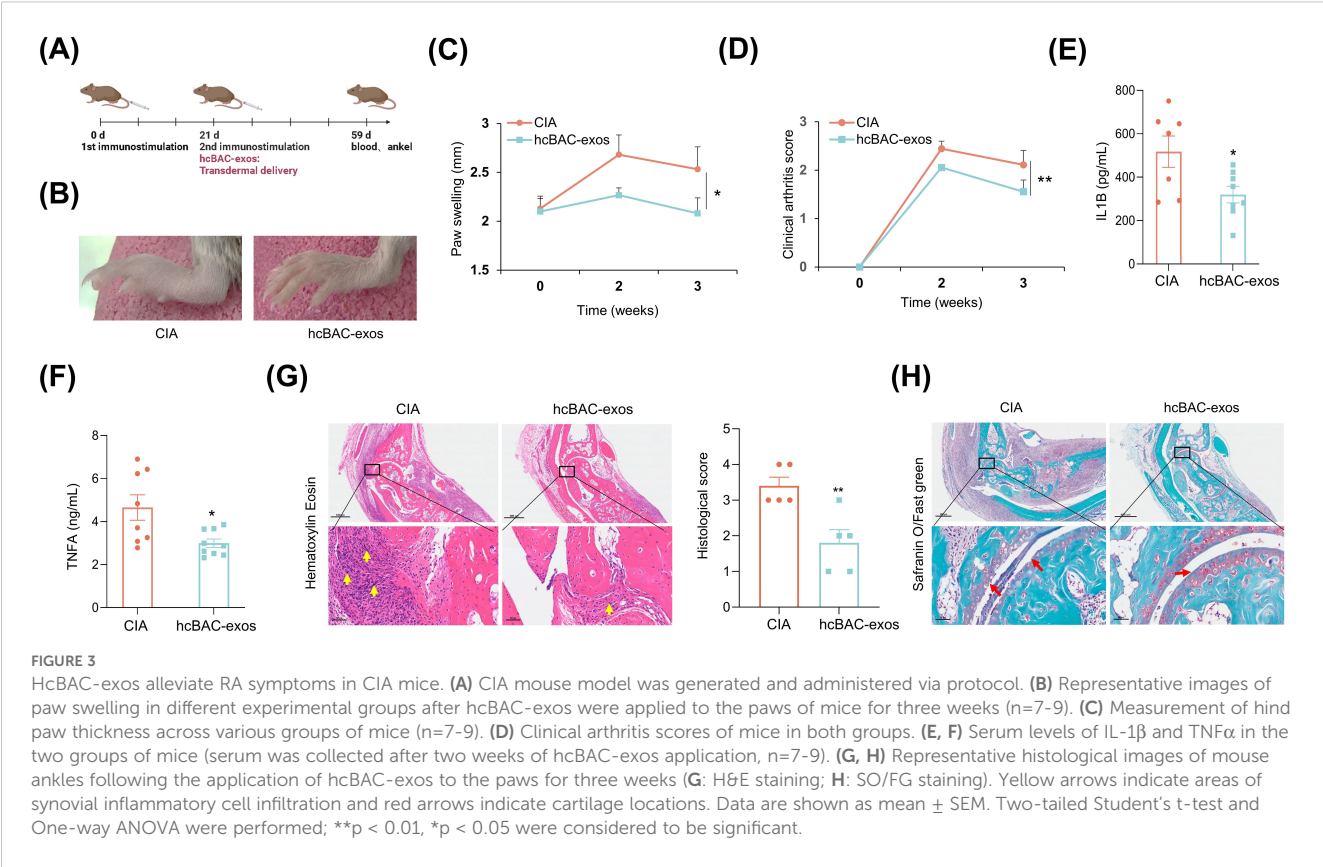 (A)
0 d
1st immunostimulation
21 d
2nd immunostimulation
hcBAC-exos:
Transdermal delivery
59 d
blood、ankel
(B)
CIA
hcBAC-exos
(C)
CIA
hcBAC-exos
Paw swelling (mm)
3
2.5
2
1.5
0
2
3
Time (weeks)
*
(D)
CIA
hcBAC-exos
Clinical arthritis score
3
2
1
0
0
2
3
Time (weeks)
**
(E)
IL1B (pg/mL)
800
600
400
200
0
*
CIA
hcBAC-exos
(F)
TNFA (ng/mL)
8
6
4
2
0
*
CIA
hcBAC-exos
(G)
CIA
hcBAC-exos
Hematoxylin Eosin
Histological score
5
4
3
2
1
0
**
CIA
hcBAC-exos
(H)
CIA
hcBAC-exos
Safranin O/Fast green
FIGURE 3
HcBAC-exos alleviate RA symptoms in CIA mice. (A) CIA mouse model was generated and administered via protocol. (B) Representative images of
paw swelling in different experimental groups after hcBAC-exos were applied to the paws of mice for three weeks (n=7-9). (C) Measurement of hind
paw thickness across various groups of mice (n=7-9). (D) Clinical arthritis scores of mice in both groups. (E, F) Serum levels of IL-1β and TNFα in the
two groups of mice (serum was collected after two weeks of hcBAC-exos application, n=7-9). (G, H) Representative histological images of mouse
ankles following the application of hcBAC-exos to the paws for three weeks (G: H&E staining; H: SO/FG staining). Yellow arrows indicate areas of
synovial inflammatory cell infiltration and red arrows indicate cartilage locations. Data are shown as mean ± SEM. Two-tailed Student's t-test and
One-way ANOVA were performed; **p < 0.01, *p < 0.05 were considered to be significant.